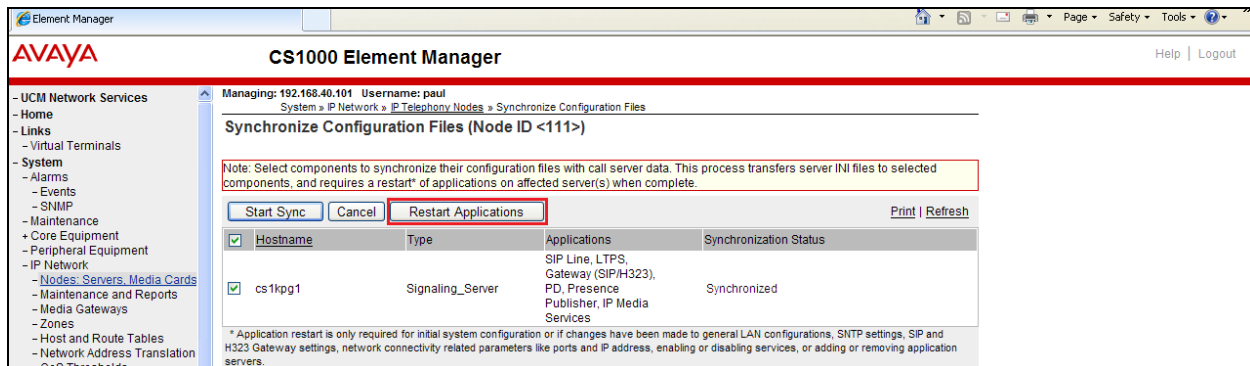 Element Manager
Page Safety Tools
AVAYA
CS1000 Element Manager
Help | Logout
- UCM Network Services
- Home
- Links
- Virtual Terminals
- System
- Alarms
- Events
- SNMP
- Maintenance
+ Core Equipment
- Peripheral Equipment
- IP Network
- Nodes: Servers, Media Cards
- Maintenance and Reports
- Media Gateways
- Zones
- Host and Route Tables
- Network Address Translation
Managing: 192.168.40.101 Username: paul
System » IP Network » IP Telephony Nodes » Synchronize Configuration Files
Synchronize Configuration Files (Node ID <111>)
Note: Select components to synchronize their configuration files with call server data. This process transfers server INI files to selected
components, and requires a restart* of applications on affected server(s) when complete.
Start Sync Cancel Restart Applications Print | Refresh
Hostname Type Applications Synchronization Status
cs1kpg1 Signaling_Server SIP Line, LTPS,
Gateway (SIP/H323),
PD, Presence
Publisher, IP Media
Services
Synchronized
* Application restart is only required for initial system configuration or if changes have been made to general LAN configurations, SNTP settings, SIP and
H323 Gateway settings, network connectivity related parameters like ports and IP address, enabling or disabling services, or adding or removing application
servers.